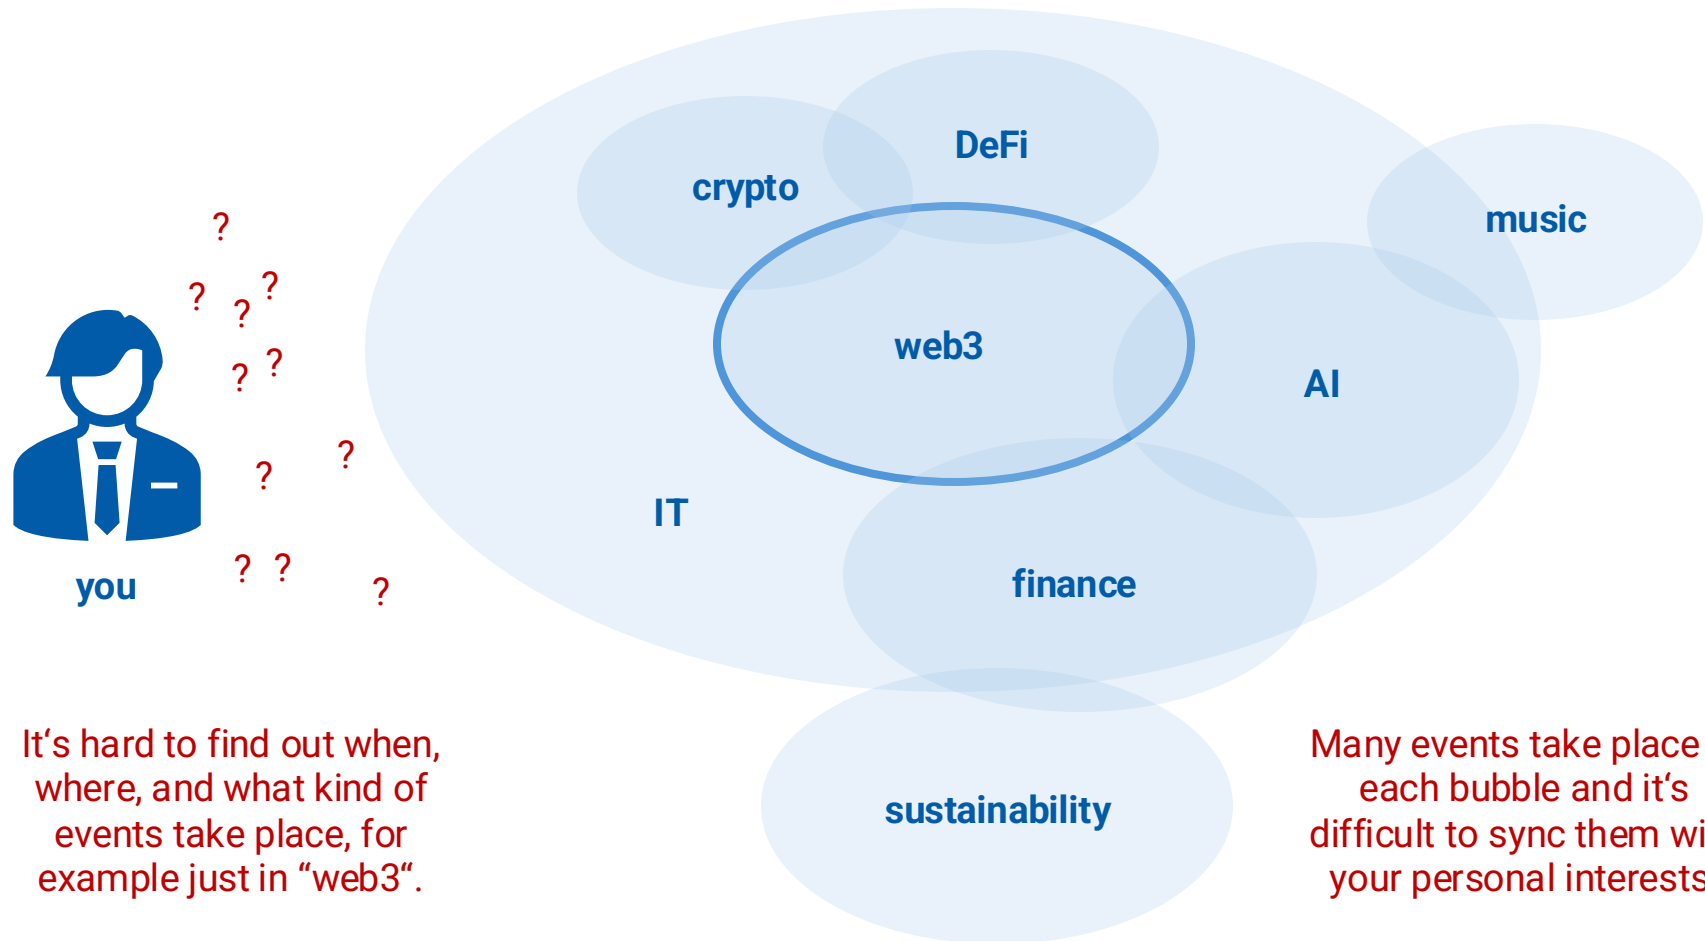 DeFi
crypto
music
?
?
?
?
web3
?
?
AI
?
?
IT
?
?
?
you
finance
It‘s hard to find out when,
where, and what kind of
events take place, for
example just in “web3“.
sustainability
Many events take place
each bubble and it‘s
difficult to sync them wi
your personal interests